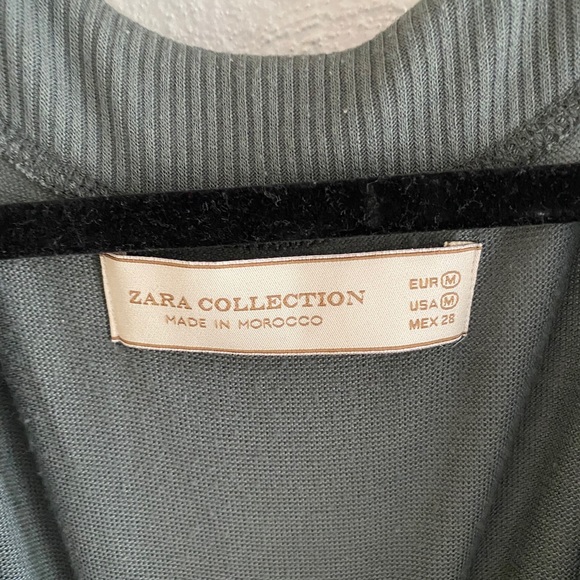 ZARA COLLECTION
MADE IN MOROCCO
EUR M
USA M
MEX 28